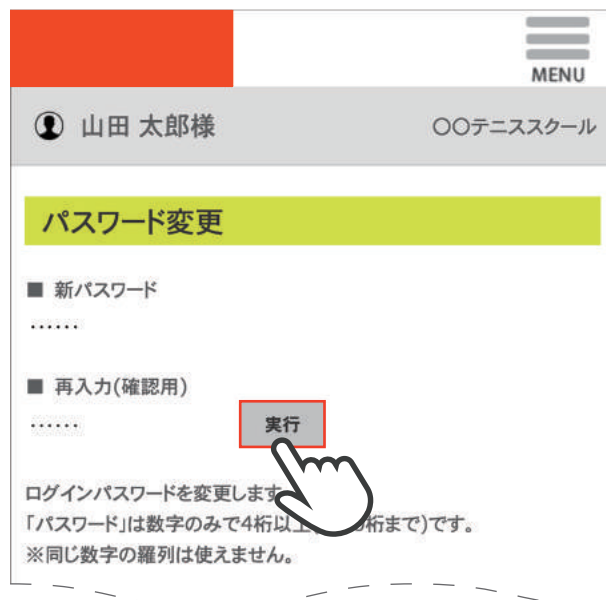 MENU
山田 太郎様
〇〇テニススクール
パスワード変更
■ 新パスワード
......
■ 再入力(確認用)
......
実行
ログインパスワードを変更します
「パスワード」は数字のみで4桁以上( 桁まで)です。
※同じ数字の羅列は使えません。